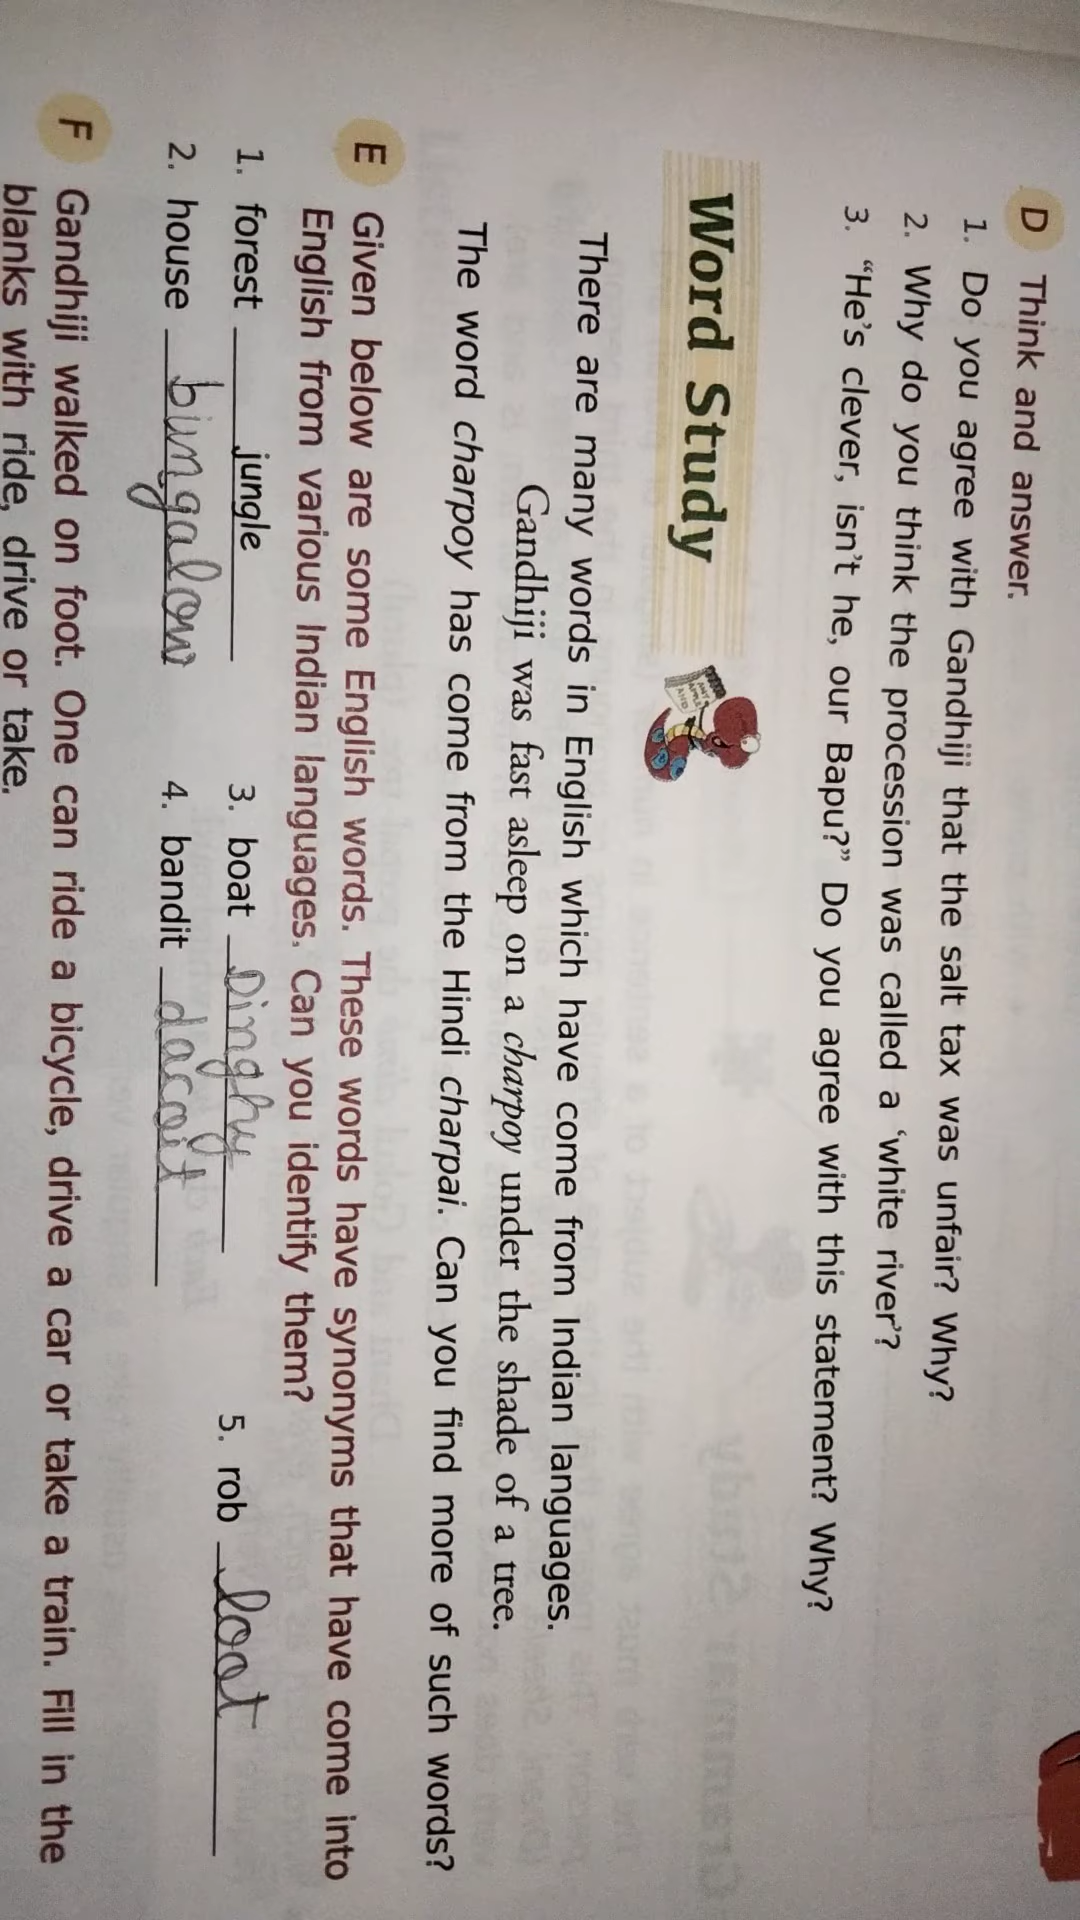 D Think and answer.
1. Do you agree with Gandhiji that the salt tax was unfair? Why?
2. Why do you think the procession was called a ‘white river’?
3. “He’s clever, isn’t he, our Bapu?” Do you agree with this statement? Why?
Word Study
There are many words in English which have come from Indian languages.
Gandhiji was fast asleep on a charpoy under the shade of a tree.
The word charpoy has come from the Hindi charpai. Can you find more of such words?
E Given below are some English words. These words have synonyms that have come into
English from various Indian languages. Can you identify them?
1. forest jungle 3. boat Dinghy 5. rob loot
2. house bungalow 4. bandit dacoit
F Gandhiji walked on foot. One can ride a bicycle, drive a car or take a train. Fill in the
blanks with ride, drive or take.